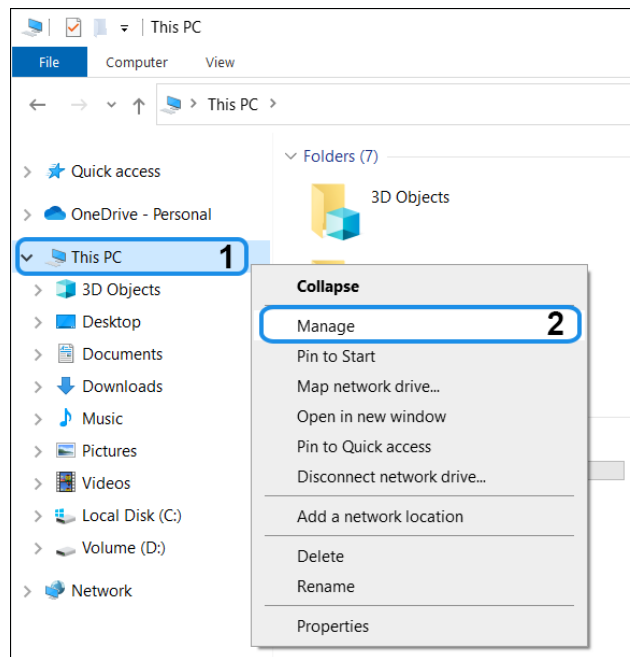 This PC
File Computer View
This PC
Folders (7)
Quick access
3D Objects
OneDrive - Personal
This PC 1
3D Objects
Desktop
Documents
Downloads
Music
Pictures
Videos
Local Disk (C:)
Volume (D:)
Network
Collapse
Manage 2
Pin to Start
Map network drive...
Open in new window
Pin to Quick access
Disconnect network drive...
Add a network location
Delete
Rename
Properties